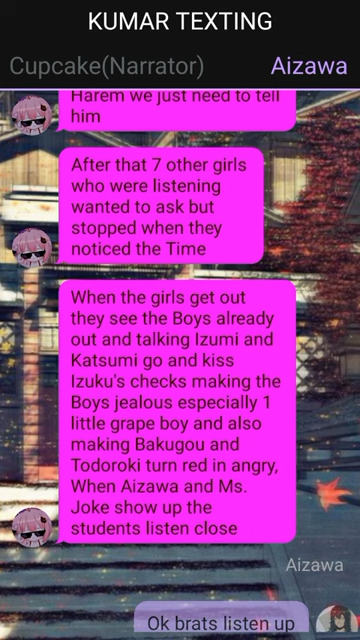 KUMAR TEXTING
Cupcake(Narrator)
Aizawa
Harem we just need to tell
him
After that 7 other girls
who were listening
wanted to ask but
stopped when they
noticed the Time
When the girls get out
they see the Boys already
out and talking Izumi and
Katsumi go and kiss
Izuku's checks making the
Boys jealous especially 1
little grape boy and also
making Bakugou and
Todoroki turn red in angry,
When Aizawa and Ms.
Joke show up the
students listen close
Aizawa
Ok brats listen up